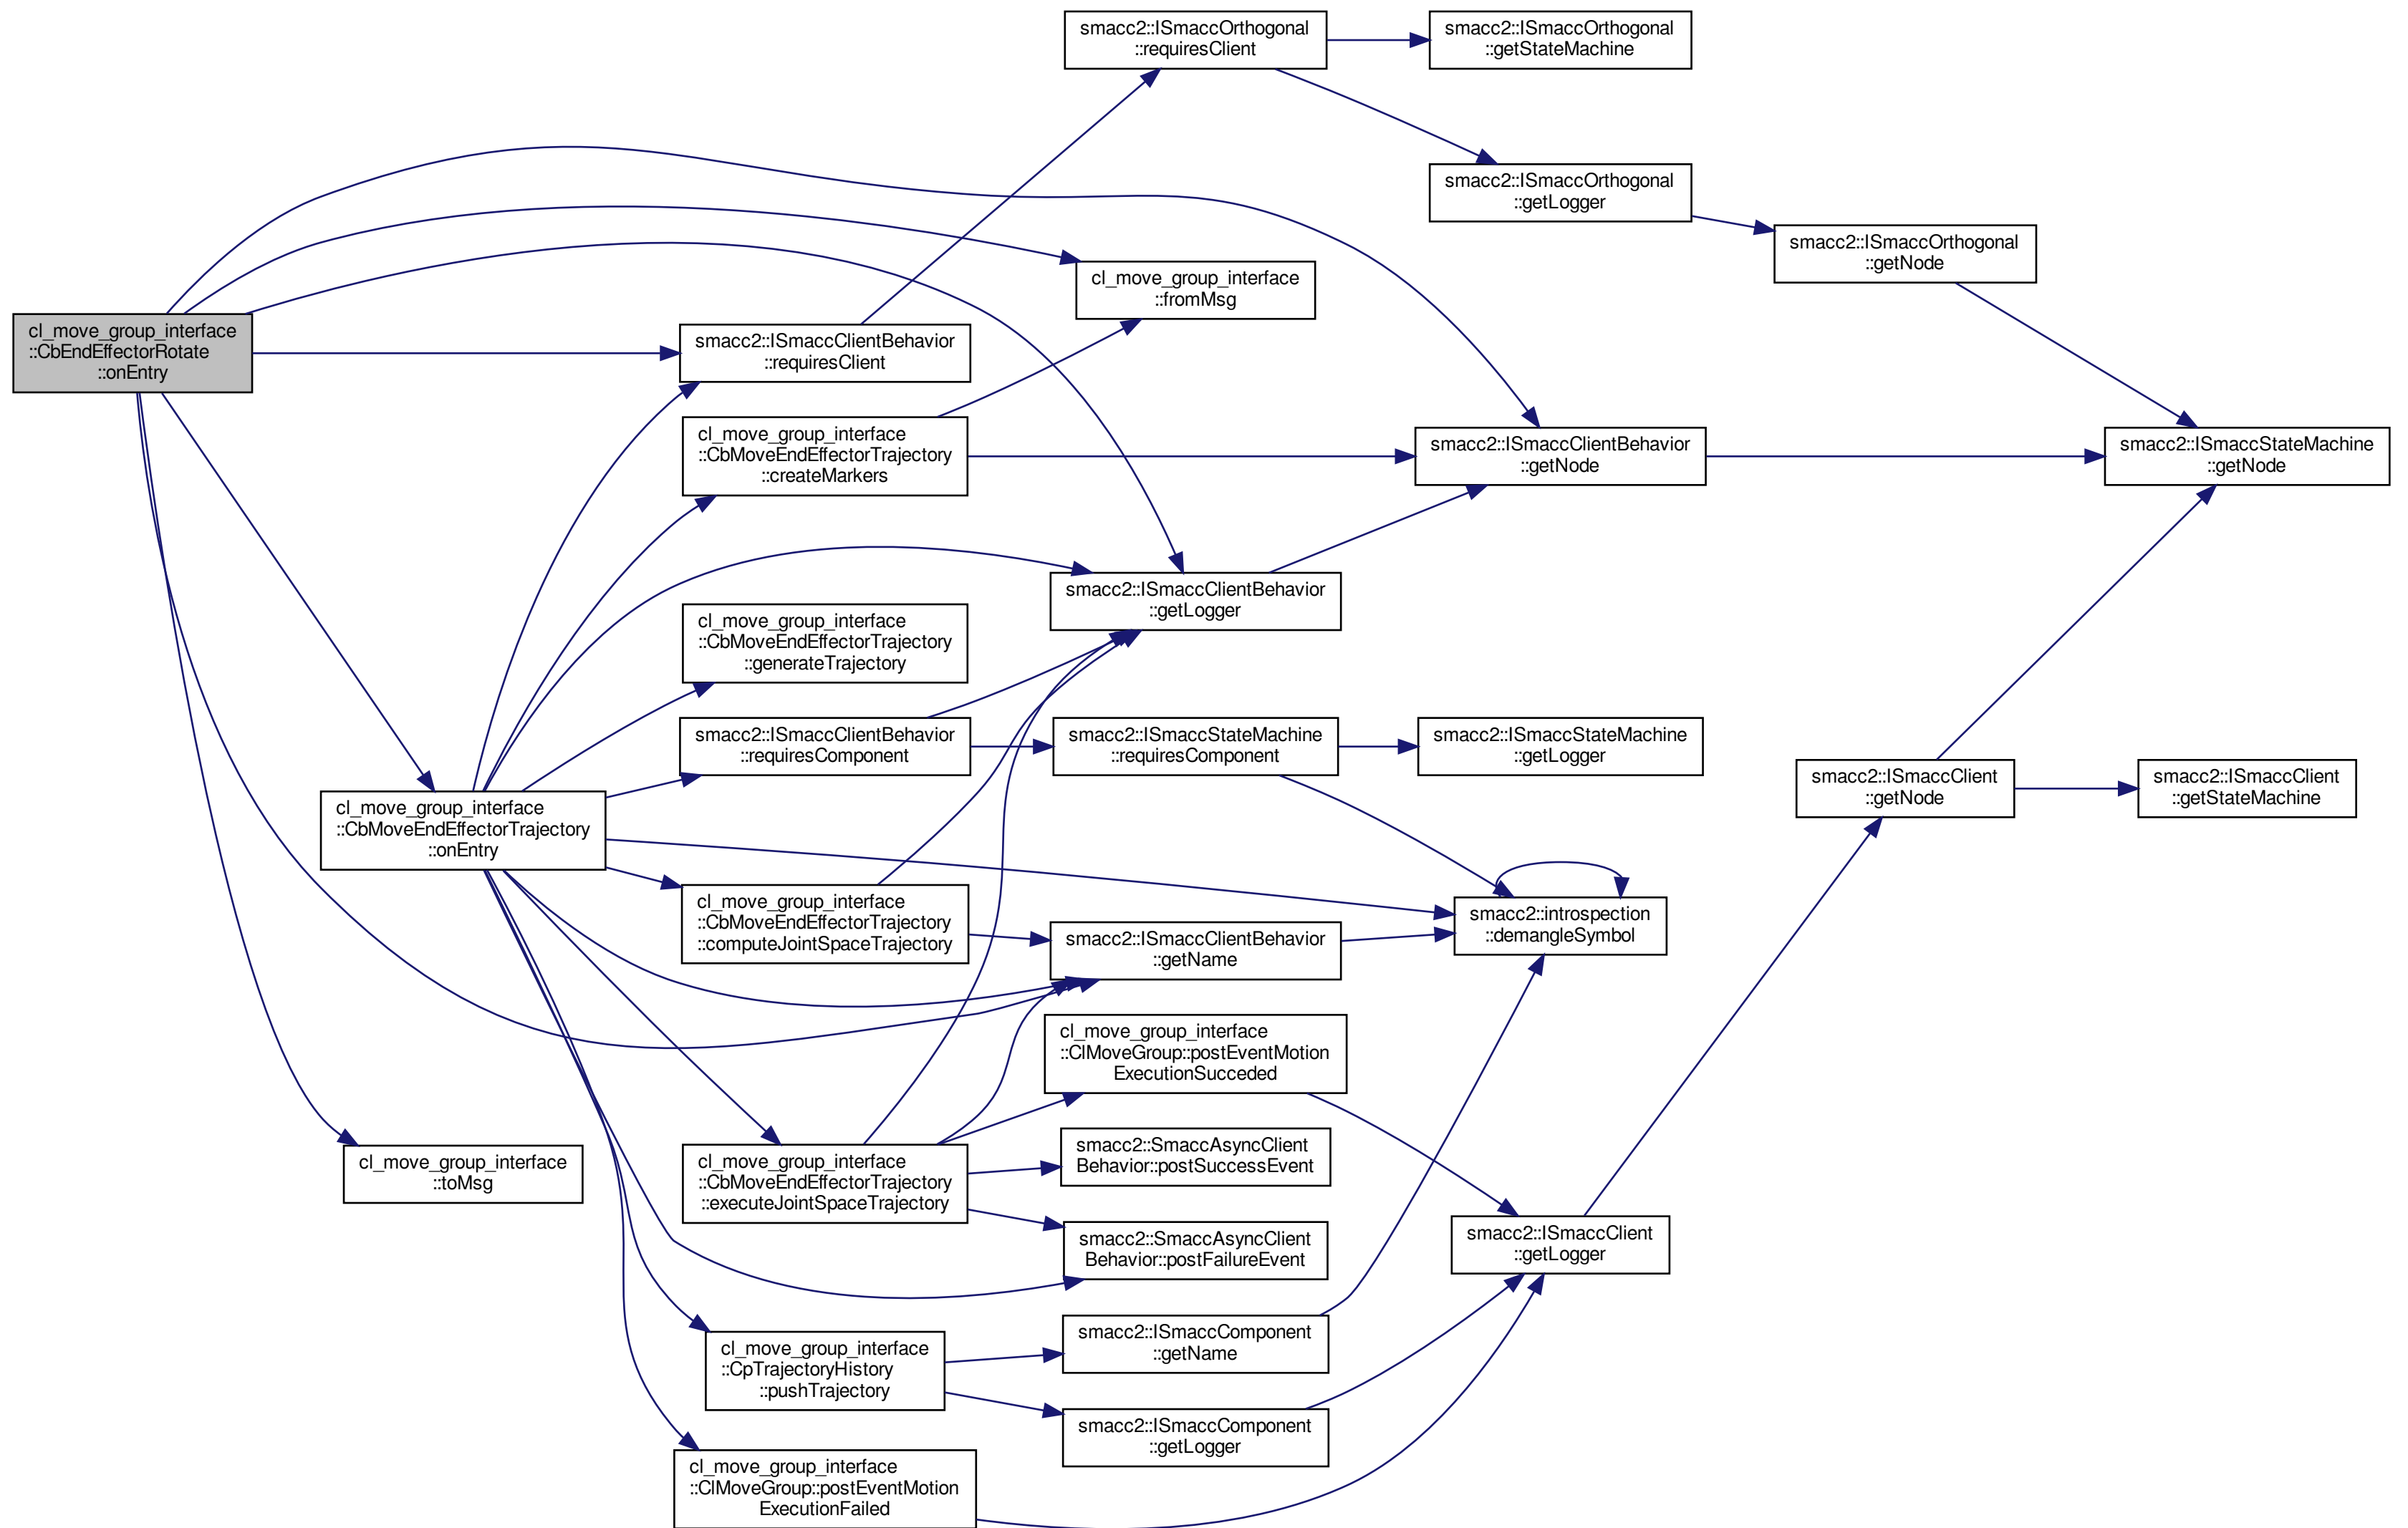 smacc2::ISmaccOrthogonal
::requiresClient
smacc2::ISmaccOrthogonal
::getStateMachine
smacc2::ISmaccOrthogonal
::getLogger
smacc2::ISmaccOrthogonal
::getNode
cl_move_group_interface
::fromMsg
cl_move_group_interface
::CbEndEffectorRotate
::onEntry
smacc2::ISmaccClientBehavior
::requiresClient
cl_move_group_interface
::CbMoveEndEffectorTrajectory
::createMarkers
smacc2::ISmaccClientBehavior
::getNode
smacc2::ISmaccStateMachine
::getNode
smacc2::ISmaccClientBehavior
::getLogger
cl_move_group_interface
::CbMoveEndEffectorTrajectory
::generateTrajectory
smacc2::ISmaccClientBehavior
::requiresComponent
smacc2::ISmaccStateMachine
::requiresComponent
smacc2::ISmaccStateMachine
::getLogger
smacc2::ISmaccClient
::getNode
smacc2::ISmaccClient
::getStateMachine
cl_move_group_interface
::CbMoveEndEffectorTrajectory
::onEntry
cl_move_group_interface
::CbMoveEndEffectorTrajectory
::computeJointSpaceTrajectory
smacc2::ISmaccClientBehavior
::getName
smacc2::introspection
::demangleSymbol
cl_move_group_interface
::ClMoveGroup::postEventMotion
ExecutionSucceded
cl_move_group_interface
::toMsg
cl_move_group_interface
::CbMoveEndEffectorTrajectory
::executeJointSpaceTrajectory
smacc2::SmaccAsyncClient
Behavior::postSuccessEvent
smacc2::SmaccAsyncClient
Behavior::postFailureEvent
smacc2::ISmaccClient
::getLogger
cl_move_group_interface
::CpTrajectoryHistory
::pushTrajectory
smacc2::ISmaccComponent
::getName
smacc2::ISmaccComponent
::getLogger
cl_move_group_interface
::ClMoveGroup::postEventMotion
ExecutionFailed